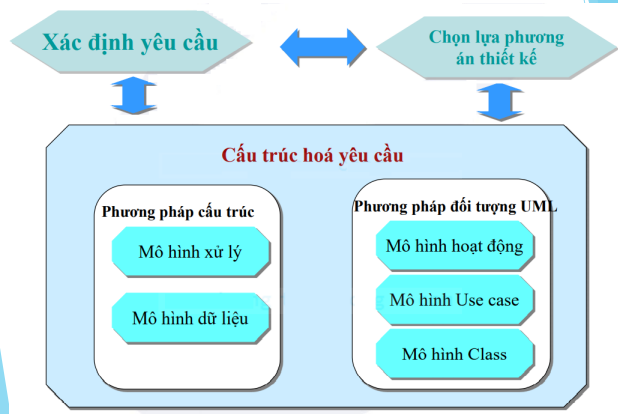 Xác định yêu cầu
Chọn lựa phương
án thiết kế
Cấu trúc hoá yêu cầu
Phương pháp cấu trúc
Mô hình xử lý
Mô hình dữ liệu
Phương pháp đối tượng UML
Mô hình hoạt động
Mô hình Use case
Mô hình Class